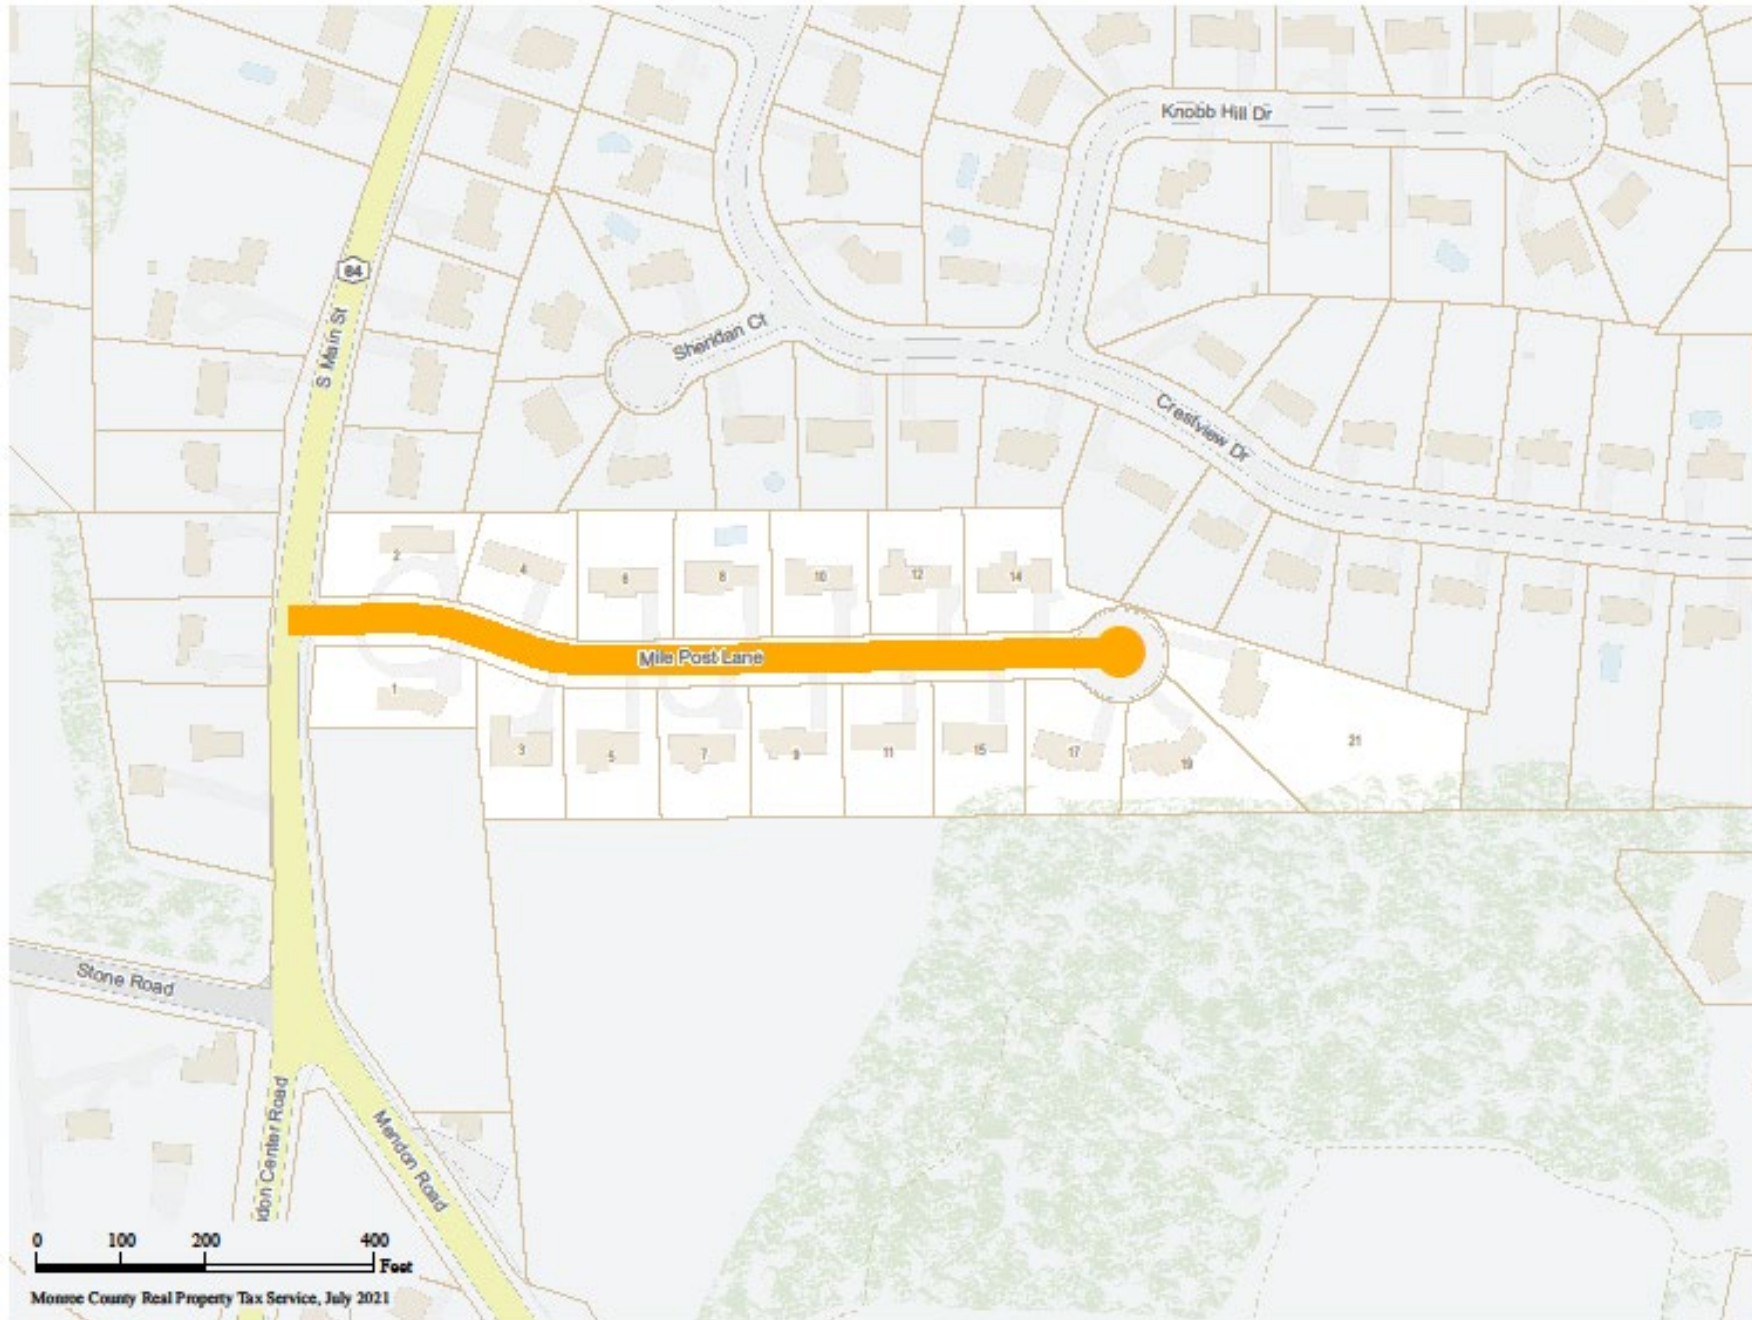 Knobb Hill Dr
64
S Main St
Sheridan Ct
Crestview Dr
2
4
6
8
10
12
14
Mile Post Lane
1
3
5
7
9
11
15
17
19
21
Stone Road
Mendon Road
don Center Road
0 100 200 400
Feet
Monroe County Real Property Tax Service, July 2021